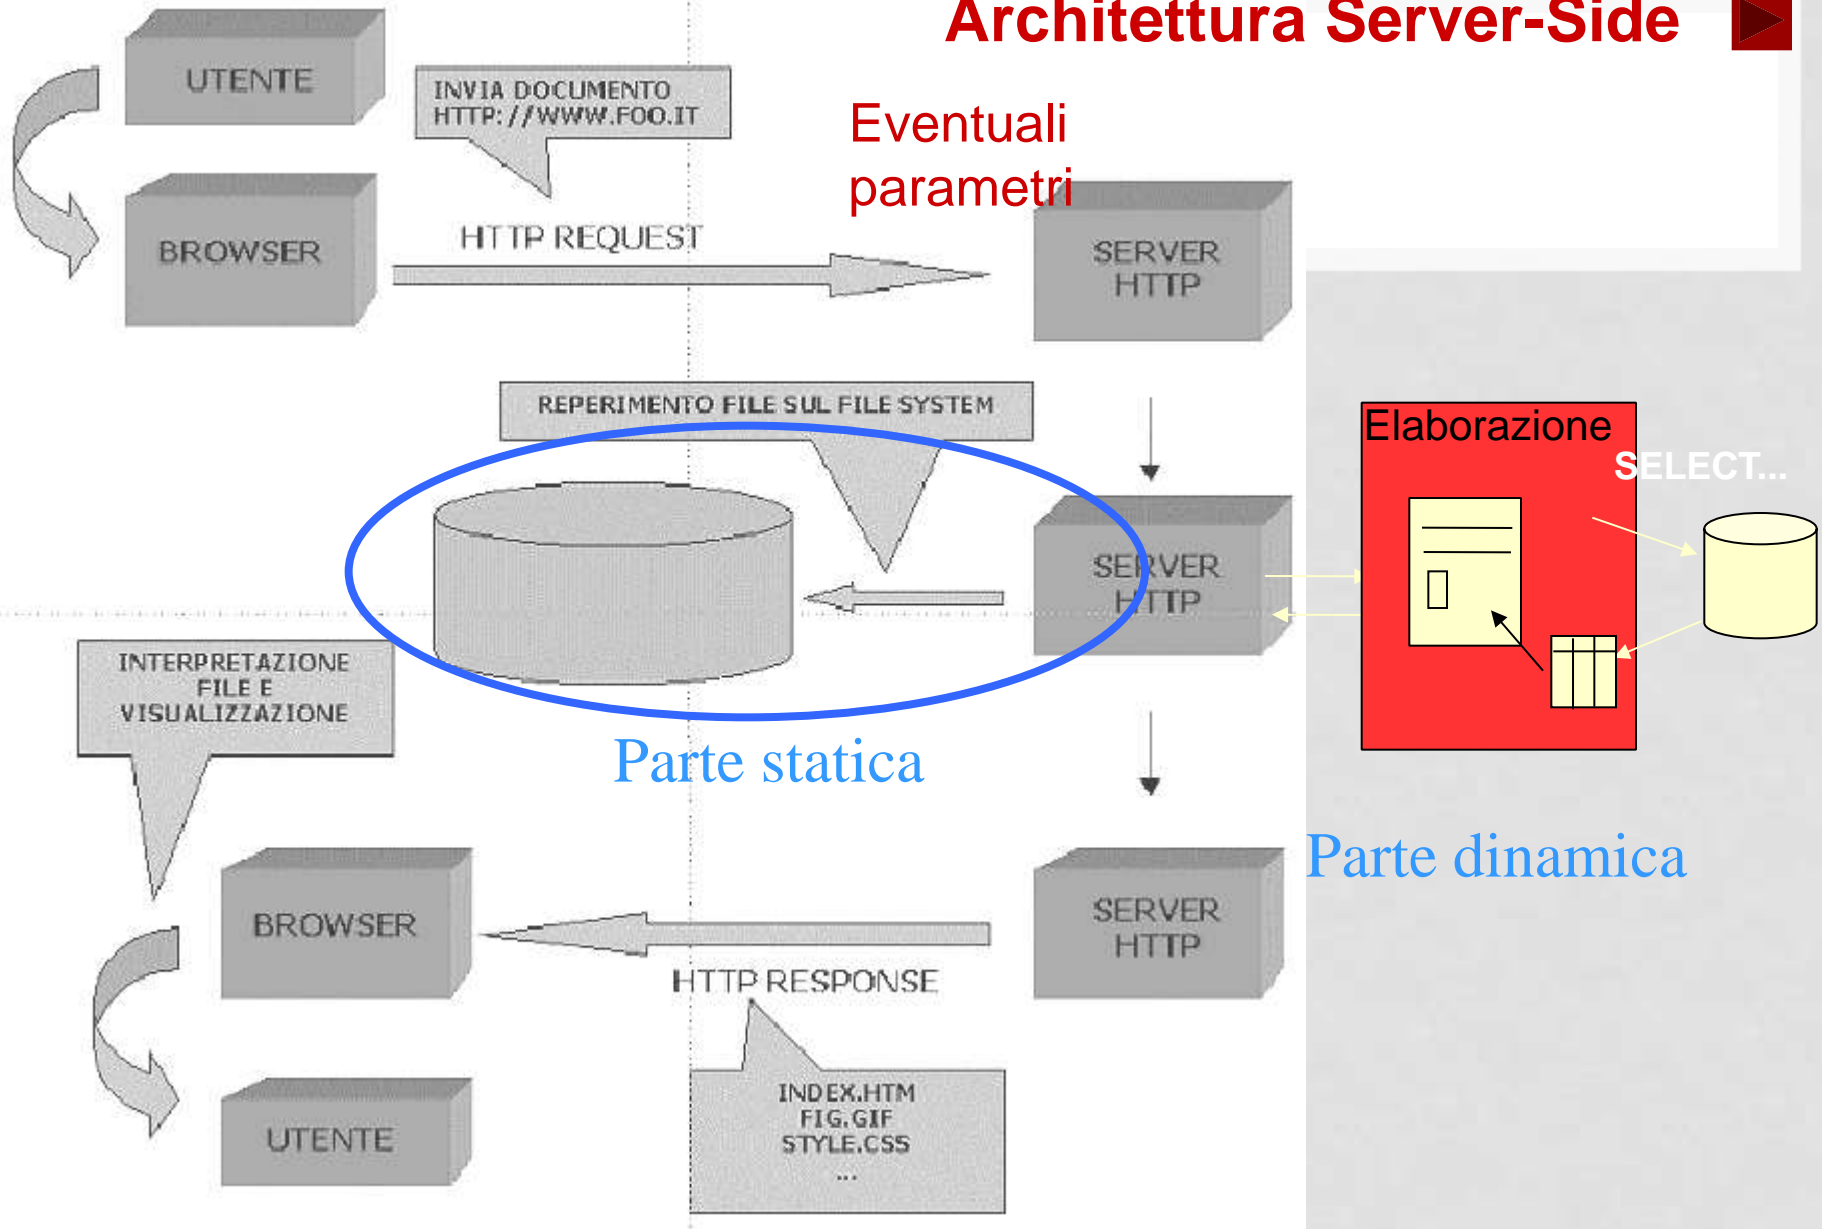 Architettura Server-Side
UTENTE
INVIA DOCUMENTO
HTTP://WWW.FOO.IT
Eventuali
parametri
BROWSER
HTTP REQUEST
SERVER
HTTP
REPERIMENTO FILE SUL FILE SYSTEM
Elaborazione
SELECT...
SERVER
HTTP
INTERPRETAZIONE
FILE E
VISUALIZZAZIONE
Parte statica
Parte dinamica
BROWSER
SERVER
HTTP
HTTP RESPONSE
INDEX.HTM
FIG.GIF
STYLE.CSS
...
UTENTE